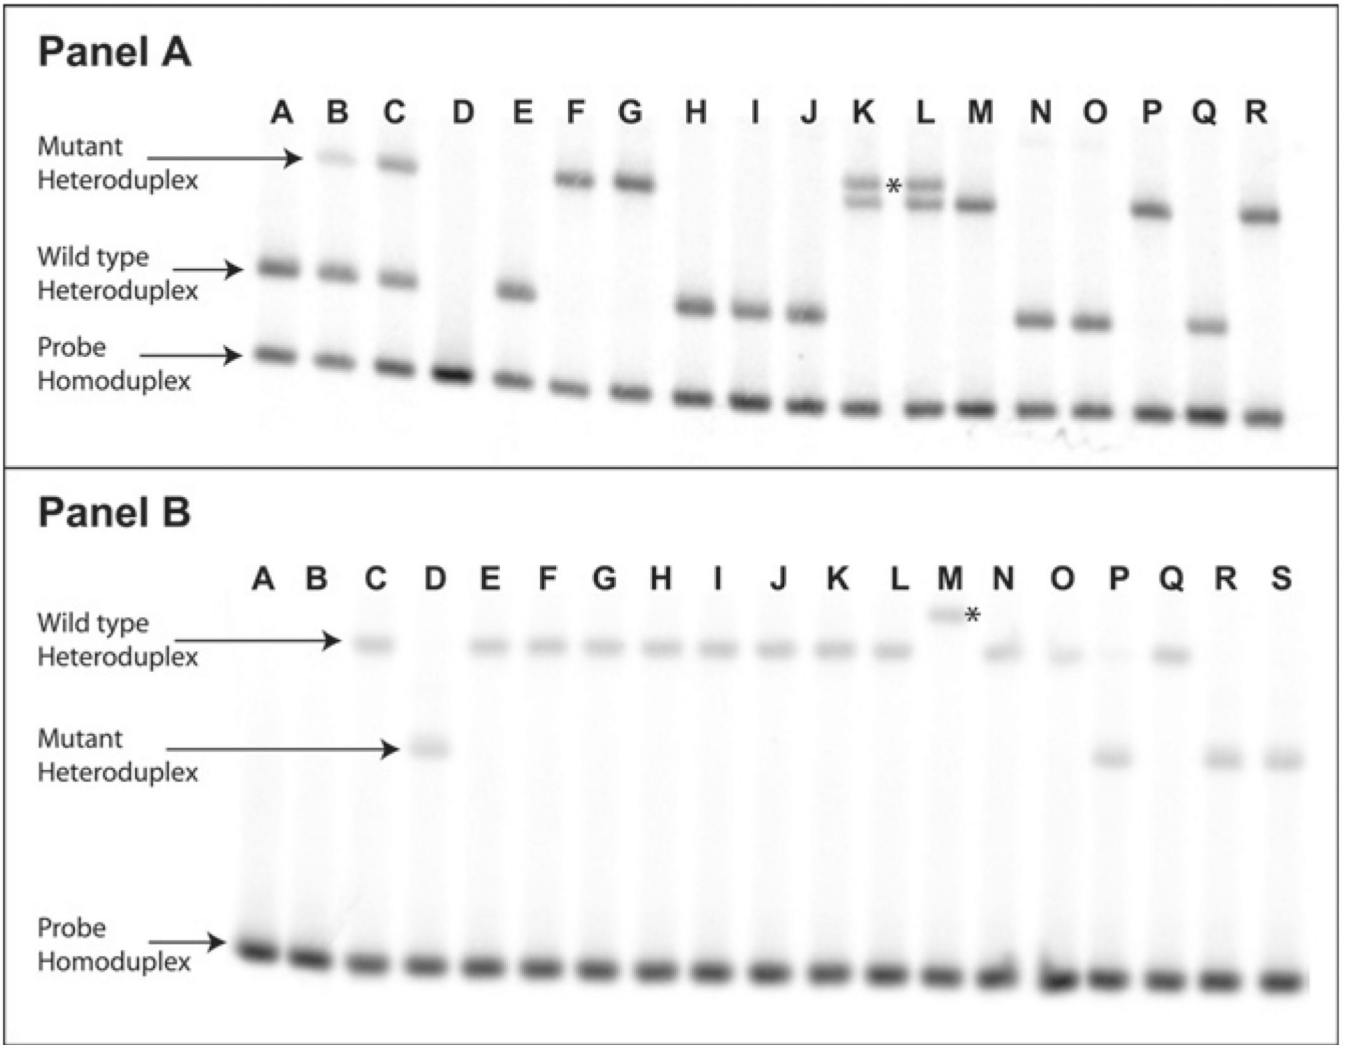 Panel A
A B C D E F G H I J K L M N O P Q R
Mutant
Heteroduplex
*
Wild type
Heteroduplex
Probe
Homoduplex
Panel B
A B C D E F G H I J K L M N O P Q R S
Wild type
Heteroduplex
*
Mutant
Heteroduplex
Probe
Homoduplex